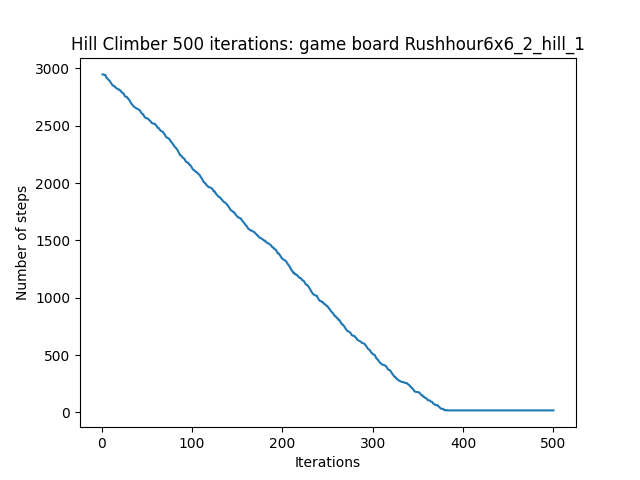 Hill Climber 500 iterations: game board Rushhour6x6_2_hill_1
3000
2500
2000
1500
1000
500
0
Number of steps
0 100 200 300 400 500
Iterations